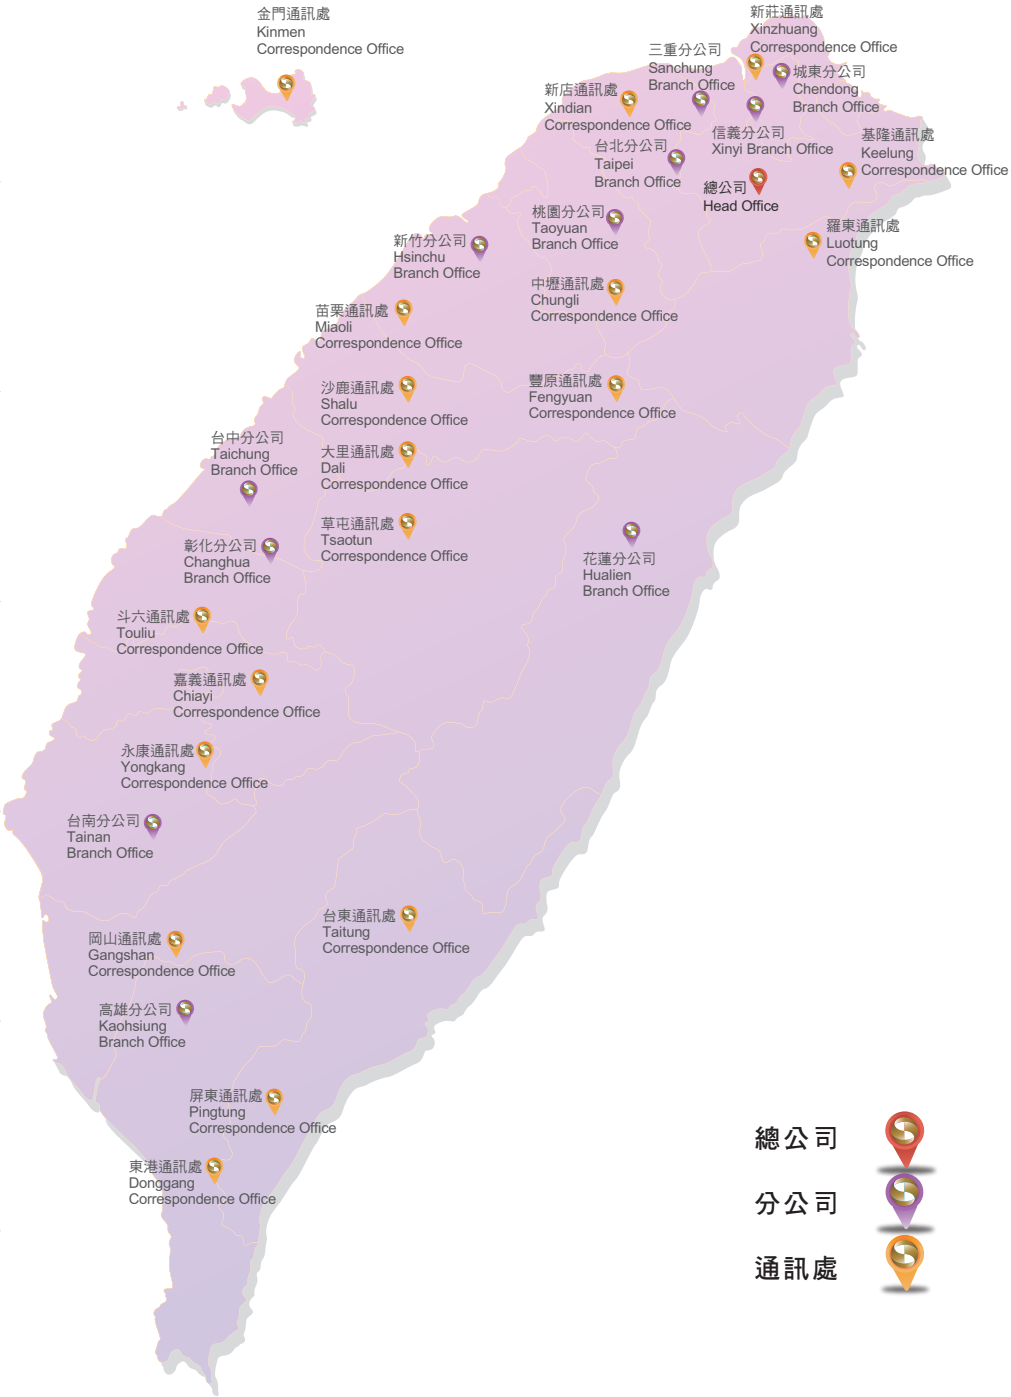 金門通訊處
Kinmen
Correspondence Office
新莊通訊處
Xinzhuang
Correspondence Office
三重分公司
Sanchung
Branch Office
城東分公司
Chendong
Branch Office
新店通訊處
Xindian
Correspondence Office
信義分公司
Xinyi Branch Office
基隆通訊處
Keelung
Correspondence Office
台北分公司
Taipei
Branch Office
總公司
Head Office
桃園分公司
Taoyuan
Branch Office
羅東通訊處
Luotung
Correspondence Office
新竹分公司
Hsinchu
Branch Office
中壢通訊處
Chungli
Correspondence Office
苗栗通訊處
Miaoli
Correspondence Office
沙鹿通訊處
Shalu
Correspondence Office
豐原通訊處
Fengyuan
Correspondence Office
台中分公司
Taichung
Branch Office
大里通訊處
Dali
Correspondence Office
草屯通訊處
Tsaotun
Correspondence Office
彰化分公司
Changhua
Branch Office
花蓮分公司
Hualien
Branch Office
斗六通訊處
Touliu
Correspondence Office
嘉義通訊處
Chiayi
Correspondence Office
永康通訊處
Yongkang
Correspondence Office
台南分公司
Tainan
Branch Office
台東通訊處
Taitung
Correspondence Office
岡山通訊處
Gangshan
Correspondence Office
高雄分公司
Kaohsiung
Branch Office
屏東通訊處
Pingtung
Correspondence Office
東港通訊處
Donggang
Correspondence Office
總公司
分公司
通訊處